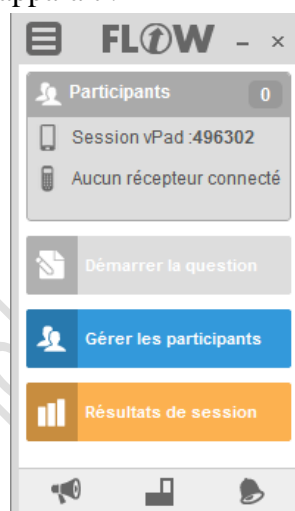 FLOW
Participants 0
Session vPad :496302
Aucun récepteur connecté
Démarrer la question
Gérer les participants
Résultats de session